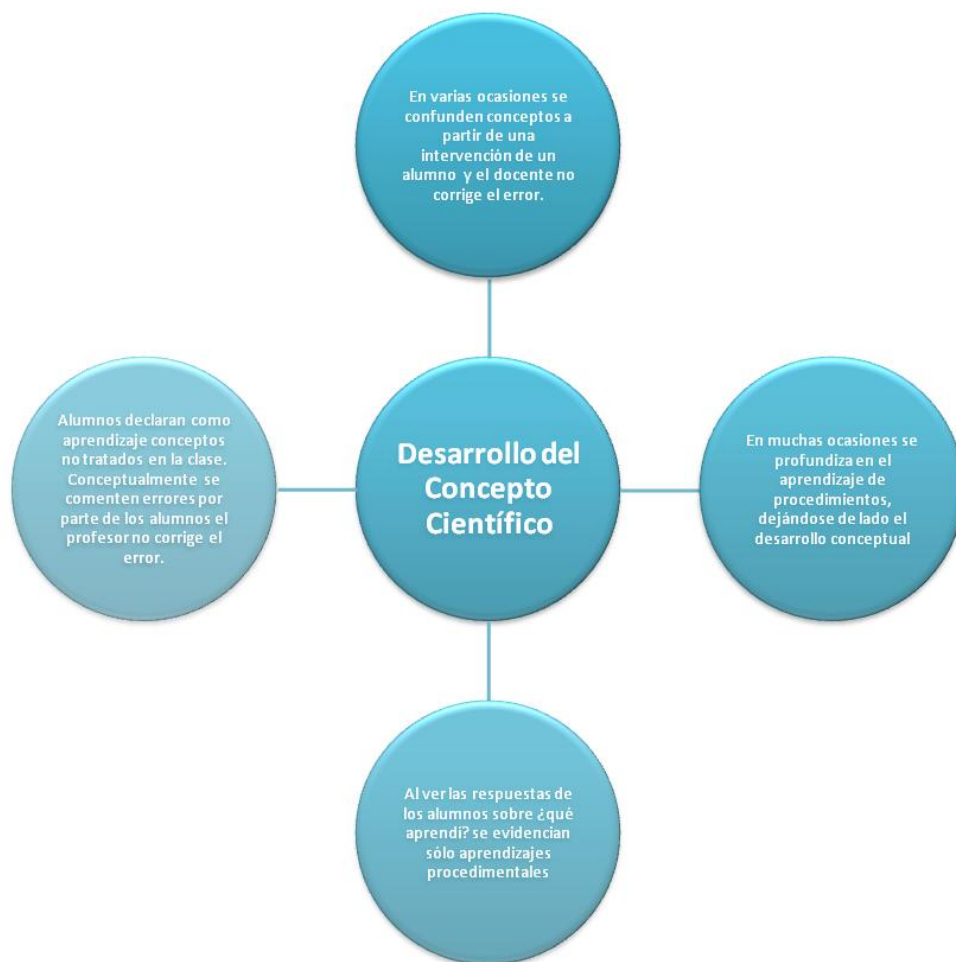 En varias ocasiones se
confunden conceptos a
partir de una
intervención de un
alumno y el docente no
corrige el error.
Alumnos declaran como
aprendizaje conceptos
no tratados en la clase.
Conceptualmente se
comenten errores por
parte de los alumnos el
profesor no corrige el
error.
Desarrollo del
Concepto
Científico
En muchas ocasiones se
profundiza en el
aprendizaje de
procedimientos,
dejándose de lado el
desarrollo conceptual
Al ver las respuestas de
los alumnos sobre ¿qué
aprendí? se evidencian
sólo aprendizajes
procedimentales